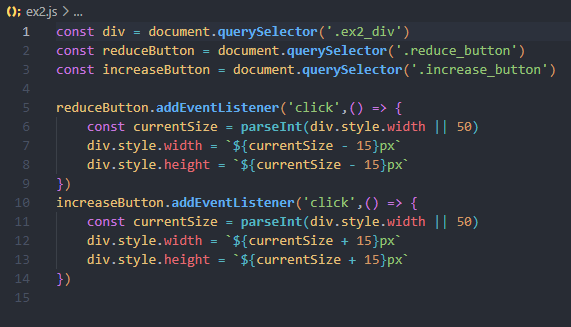 ex2.js > ...
1 const div = document.querySelector('.ex2_div')
2 const reduceButton = document.querySelector('.reduce_button')
3 const increaseButton = document.querySelector('.increase_button')
4
5 reduceButton.addEventListener('click',() => {
6     const currentSize = parseInt(div.style.width || 50)
7     div.style.width = `${currentSize - 15}px`
8     div.style.height = `${currentSize - 15}px`
9 })
10 increaseButton.addEventListener('click',() => {
11     const currentSize = parseInt(div.style.width || 50)
12     div.style.width = `${currentSize + 15}px`
13     div.style.height = `${currentSize + 15}px`
14 })
15